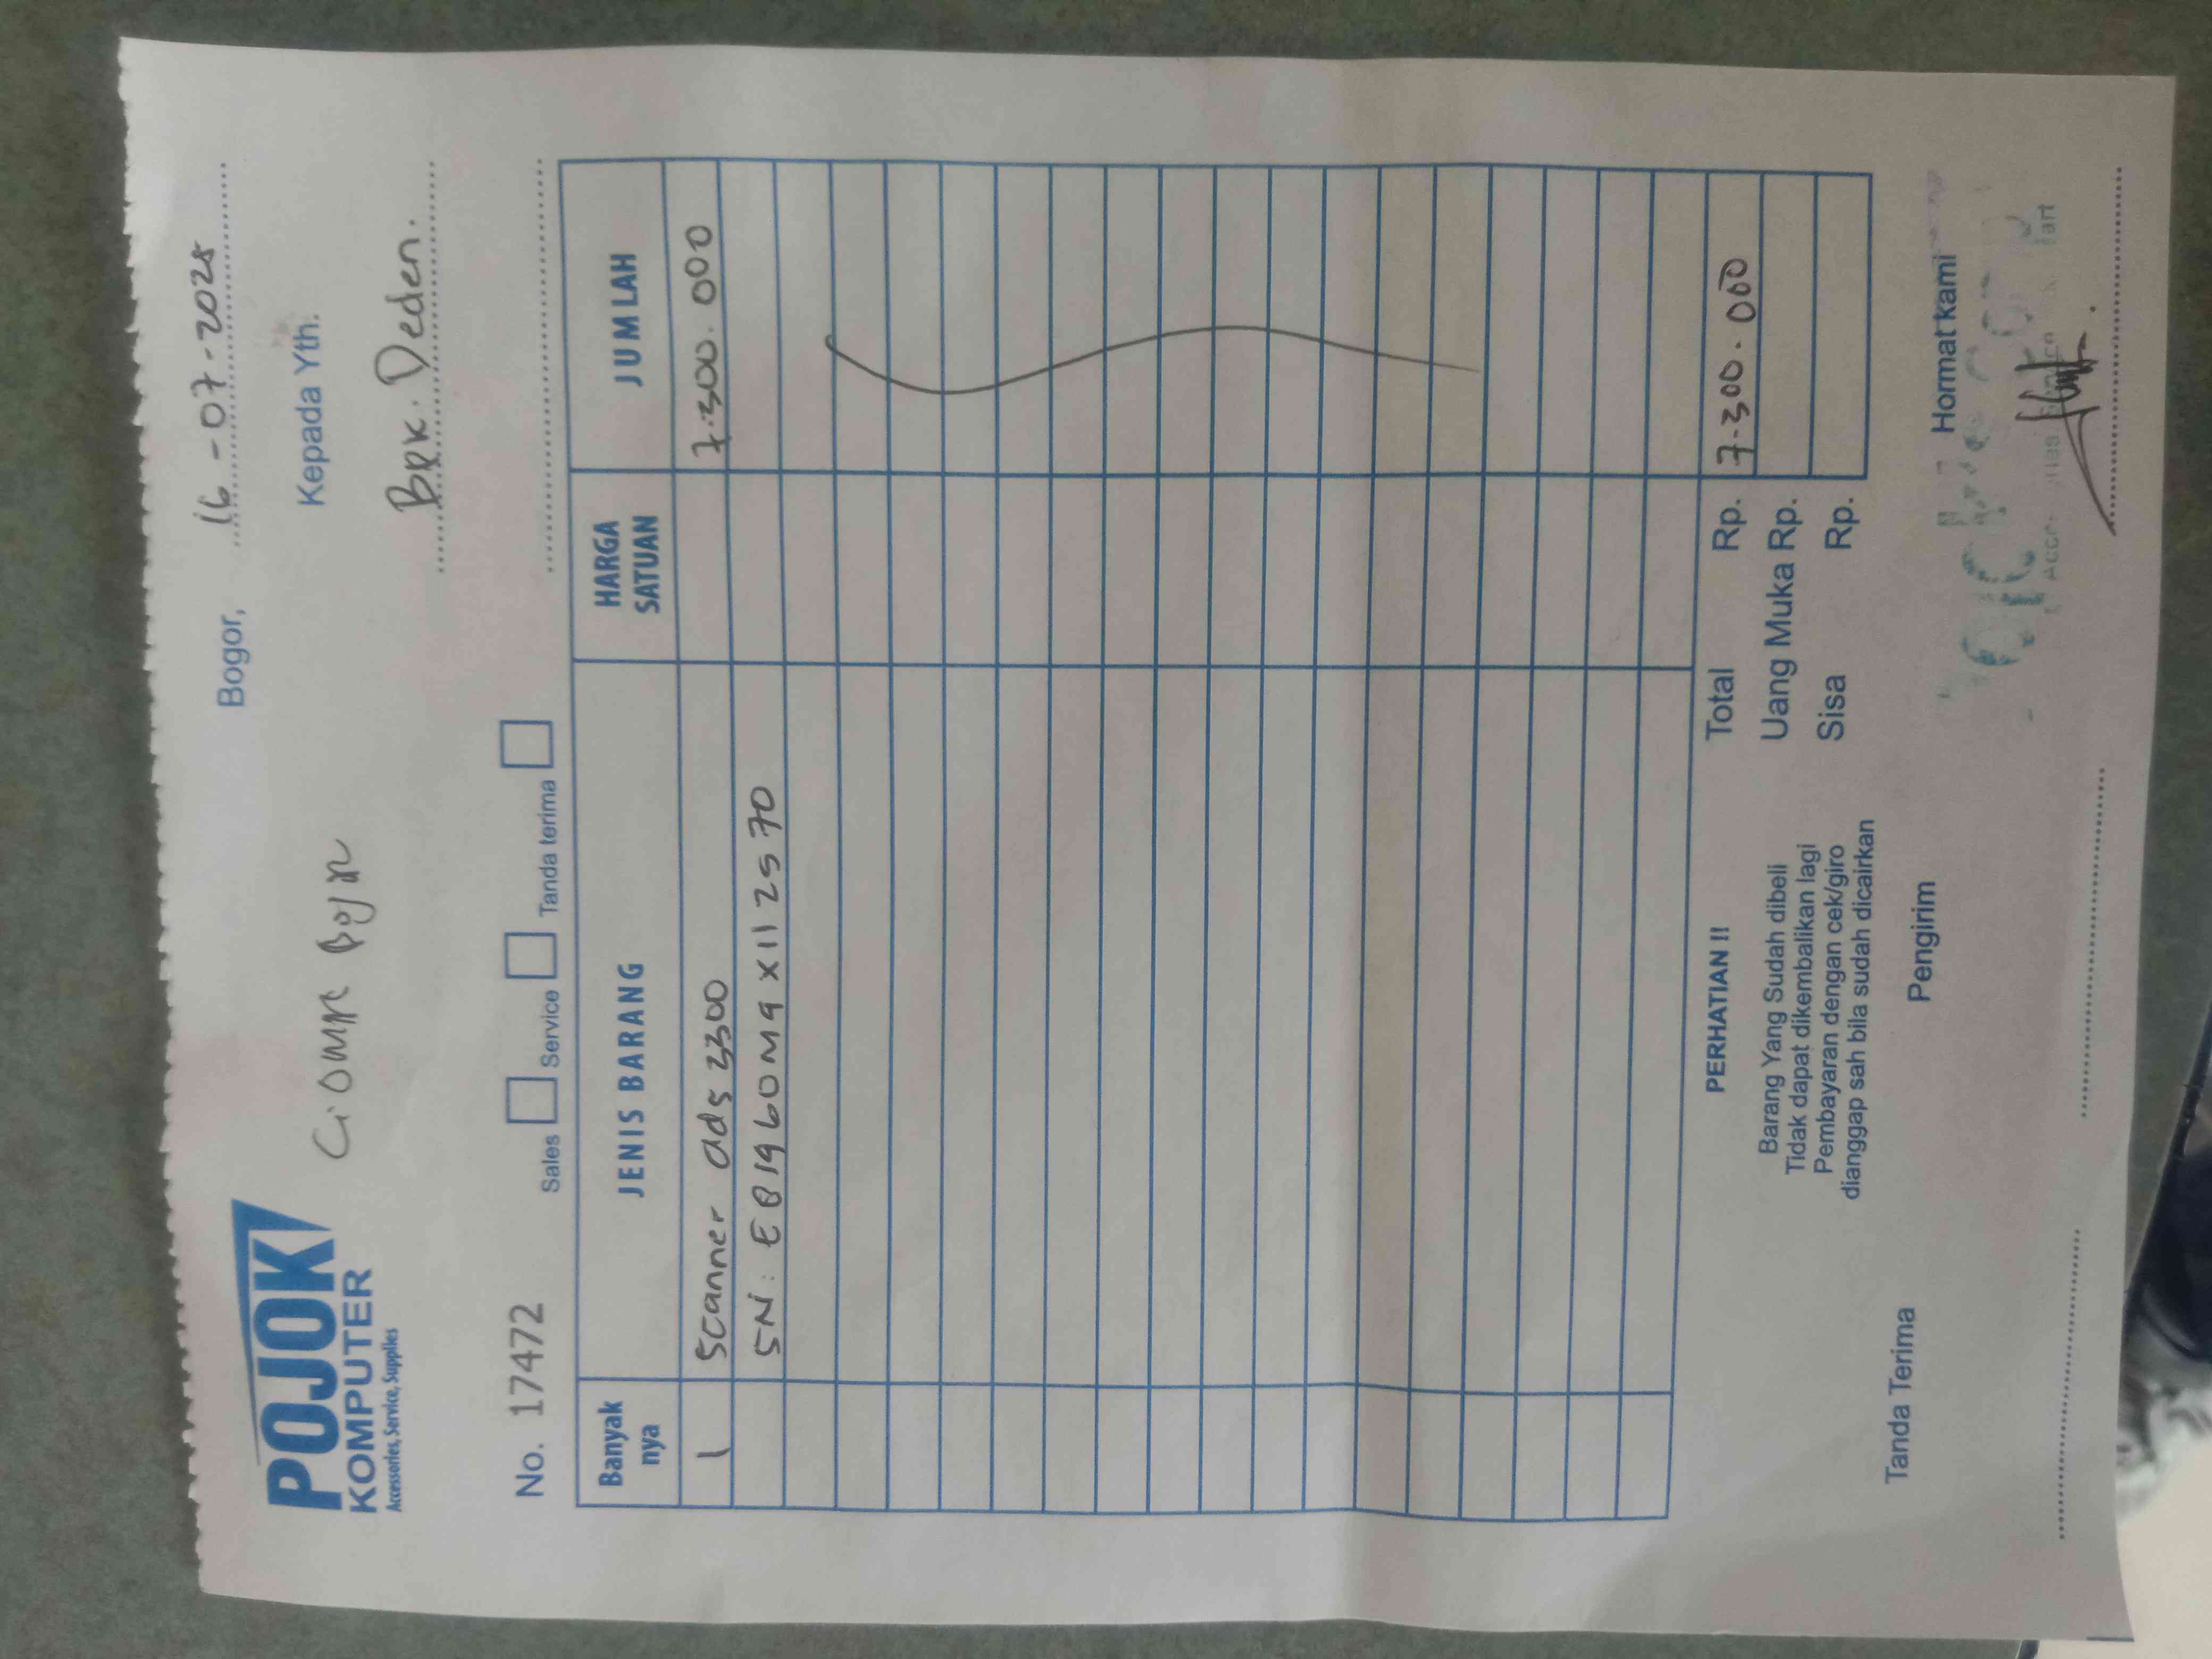 POJOK
KOMPUTER
Accessories, Service, Supplies
Bogor, 16 - 07 - 2025
Kepada Yth.
Bpk. Deden.
No. 17472
Sales Service Tanda terima
Banyak nya JENIS BARANG HARGA SATUAN JUMLAH
1 Scanner ads 3300 7.300.000
SN:
PERHATIAN !!
Barang Yang Sudah dibeli
Tidak dapat dikembalikan lagi
Pembayaran dengan cek/giro
dianggap sah bila sudah dicairkan
Total Rp. 7.300.000
Uang Muka Rp.
Sisa Rp.
Tanda Terima Pengirim Hormat kami